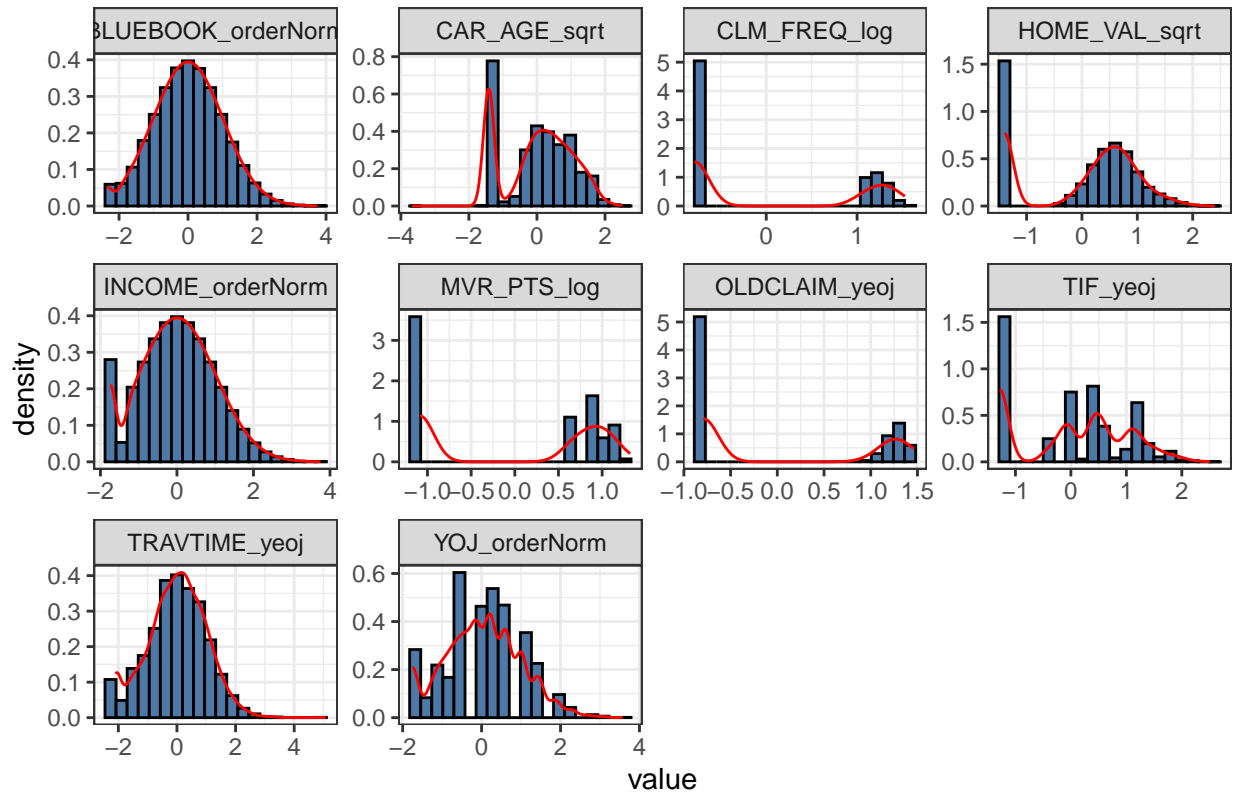 BLUEBOOK_orderNorm CAR_AGE_sqrt CLM_FREQ_log HOME_VAL_sqrt
0.4 0.8 5 1.5
0.3 0.6 4 1.0
0.2 0.4 3 0.5
0.1 0.2 2 0.0
0.0 0.0 1
0
−2 0 2 4 −4 −2 0 2 0 1 −1 0 1 2
INCOME_orderNorm MVR_PTS_log OLDCLAIM_yeoj TIF_yeoj
0.4 3 5 1.5
0.3 2 4 1.0
0.2 1 3 0.5
0.1 0 2 0.0
0.0 1
0
−2 0 2 4 −1.0 −0.5 0.0 0.5 1.0 −1.0 −0.5 0.0 0.5 1.0 1.5 −1 0 1 2
TRAVTIME_yeoj YOJ_orderNorm
0.4 0.6
0.3 0.4
0.2 0.2
0.1 0.0
0.0
−2 0 2 4 −2 0 2 4
density
value